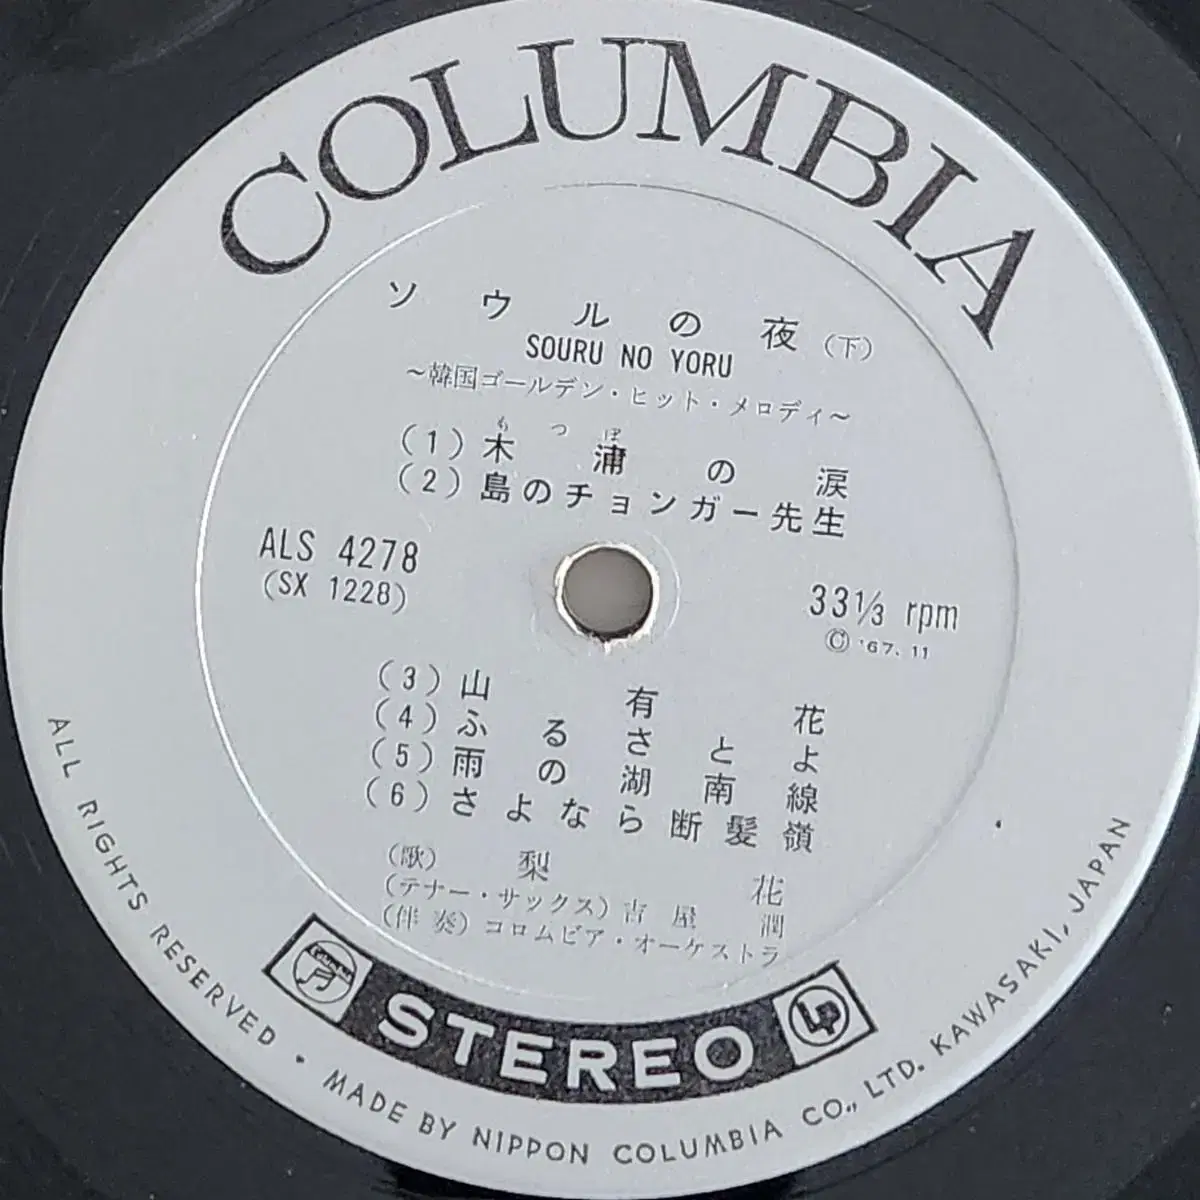 COLUMBIA
ソウルの夜（下）
SOURU NO YORU
～韓国ゴールデン・ヒット・メロディ～
もっぽ
(1) 木浦の涙
(2) 島のチョンガー先生
ALS 4278
(SX 1228)
33⅓ rpm
Ⓒ '67.11
(3) 山有花
(4) ふるさとよ
(5) 雨の湖南線
(6) さよなら断髪嶺
(歌) 梨花
(テナー・サックス) 吉屋潤
(伴奏) コロムビア・オーケストラ
Columbia
STEREO
LP
ALL RIGHTS RESERVED • MADE BY NIPPON COLUMBIA CO., LTD. KAWASAKI, JAPAN